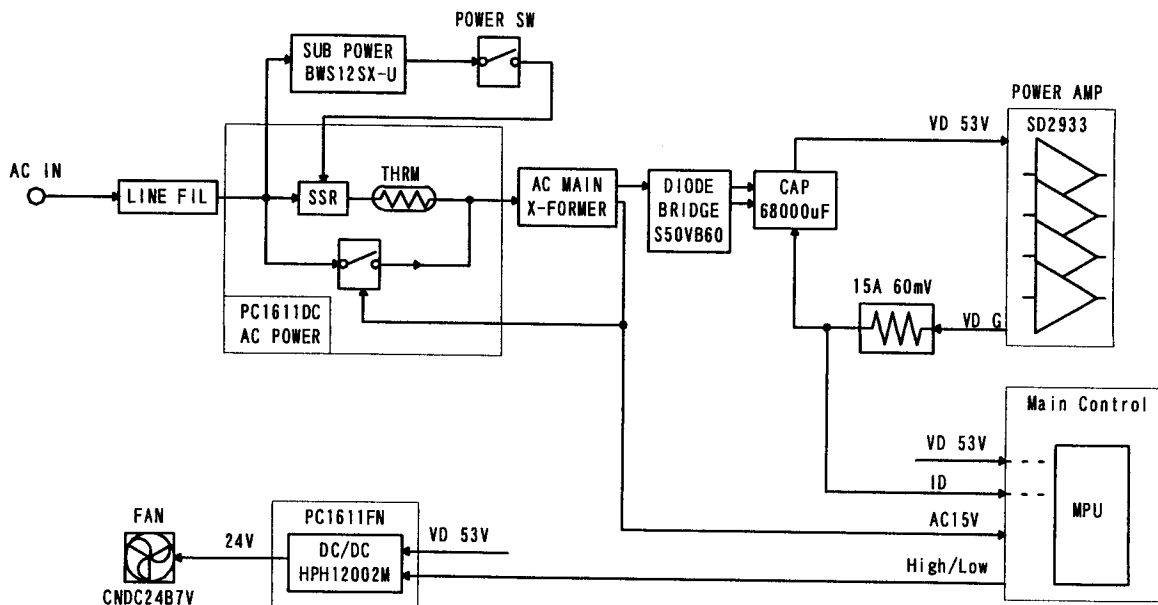 POWER SW
SUB POWER
BWS12SX-U
POWER AMP
VD 53V
SD2933
AC IN
LINE FIL
SSR
THRM
AC MAIN
X-FORMER
DIODE
BRIDGE
S50VB60
CAP
68000uF
PC1611DC
AC POWER
15A 60mV
VD G
Main Control
VD 53V
ID
MPU
AC15V
High/Low
FAN
24V
PC1611FN
DC/DC
HPH12002M
VD 53V
CNDC24B7V